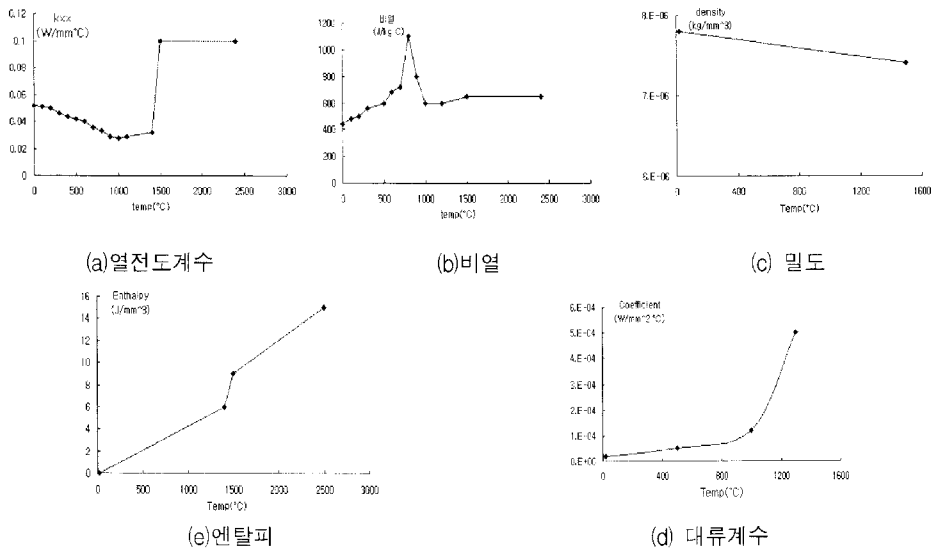 kxx
(W/mm°C)
0.12
0.1
0.08
0.06
0.04
0.02
0
0 500 1000 1500 2000 2500 3000
temp(°C)
(a)열전도계수
비열
(J/kg C)
1200
1000
800
600
400
200
0
0 500 1000 1500 2000 2500 3000
temp(°C)
(b)비열
density
(kg/mm^3)
8.E-06
7.E-06
6.E-06
0 400 800 1200 1600
Temp(°C)
(c) 밀도
Enthalpy
(J/mm^3)
16
14
12
10
8
6
4
2
0
0 500 1000 1500 2000 2500 3000
Temp(°C)
(e)엔탈피
Coefficient
(W/mm^2°C)
6.E-04
5.E-04
4.E-04
3.E-04
2.E-04
1.E-04
0.E+00
0 400 800 1200 1600
Temp(°C)
(d) 대류계수